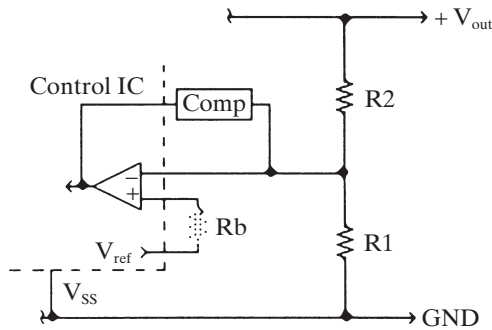 + V_out
Control IC
Comp
R2
−
+
Rb
R1
V_ref
V_SS
GND